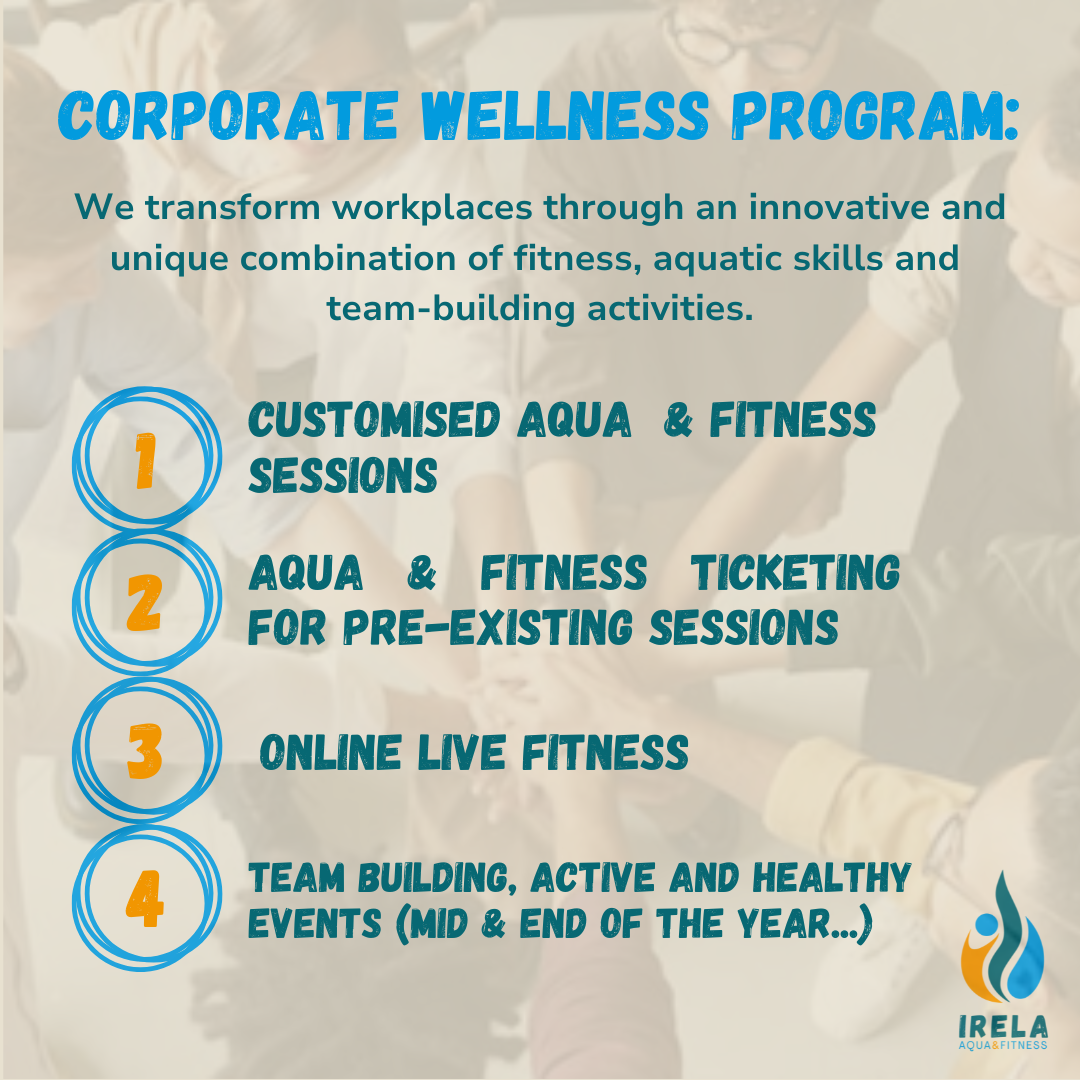 CORPORATE WELLNESS PROGRAM:
We transform workplaces through an innovative and
unique combination of fitness, aquatic skills and
team-building activities.
1
CUSTOMISED AQUA & FITNESS
SESSIONS
2
AQUA & FITNESS TICKETING
FOR PRE-EXISTING SESSIONS
3
ONLINE LIVE FITNESS
4
TEAM BUILDING, ACTIVE AND HEALTHY
EVENTS (MID & END OF THE YEAR...)
IRELA
AQUA&FITNESS